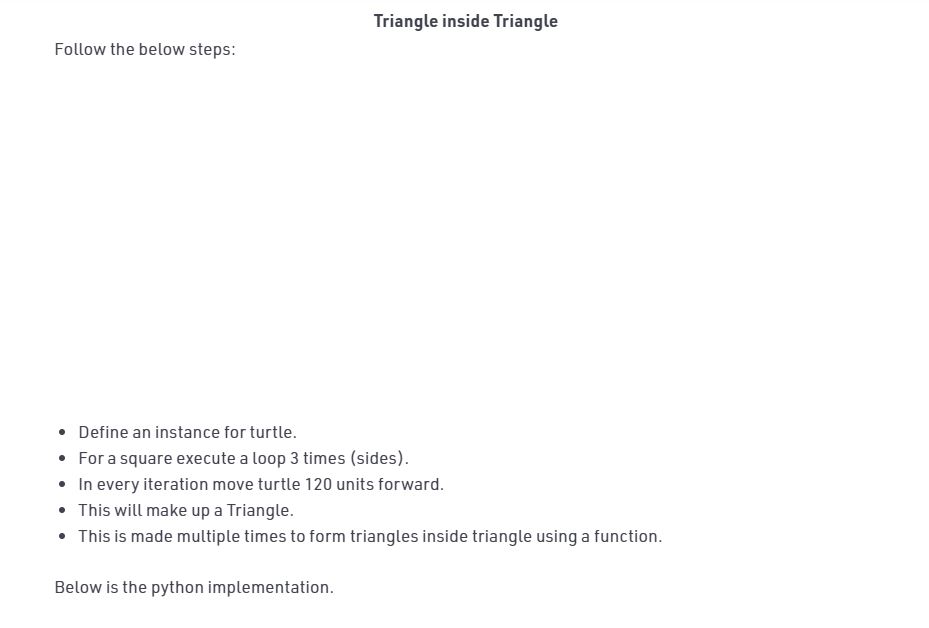 Triangle inside Triangle
Follow the below steps:
• Define an instance for turtle.
• For a square execute a loop 3 times (sides).
• In every iteration move turtle 120 units forward.
• This will make up a Triangle.
• This is made multiple times to form triangles inside triangle using a function.
Below is the python implementation.